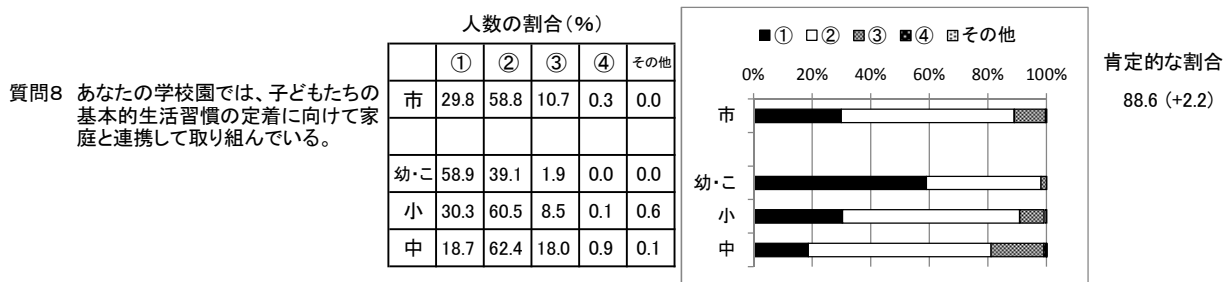 人数の割合(%)
① ② ③ ④ その他
市 29.8 58.8 10.7 0.3 0.0
幼・こ 58.9 39.1 1.9 0.0 0.0
小 30.3 60.5 8.5 0.1 0.6
中 18.7 62.4 18.0 0.9 0.1
質問8 あなたの学校園では、子どもたちの
基本的生活習慣の定着に向けて家
庭と連携して取り組んでいる。
① ② ③ ④ その他
0% 20% 40% 60% 80% 100%
市
幼・こ
小
中
肯定的な割合
88.6 (+2.2)